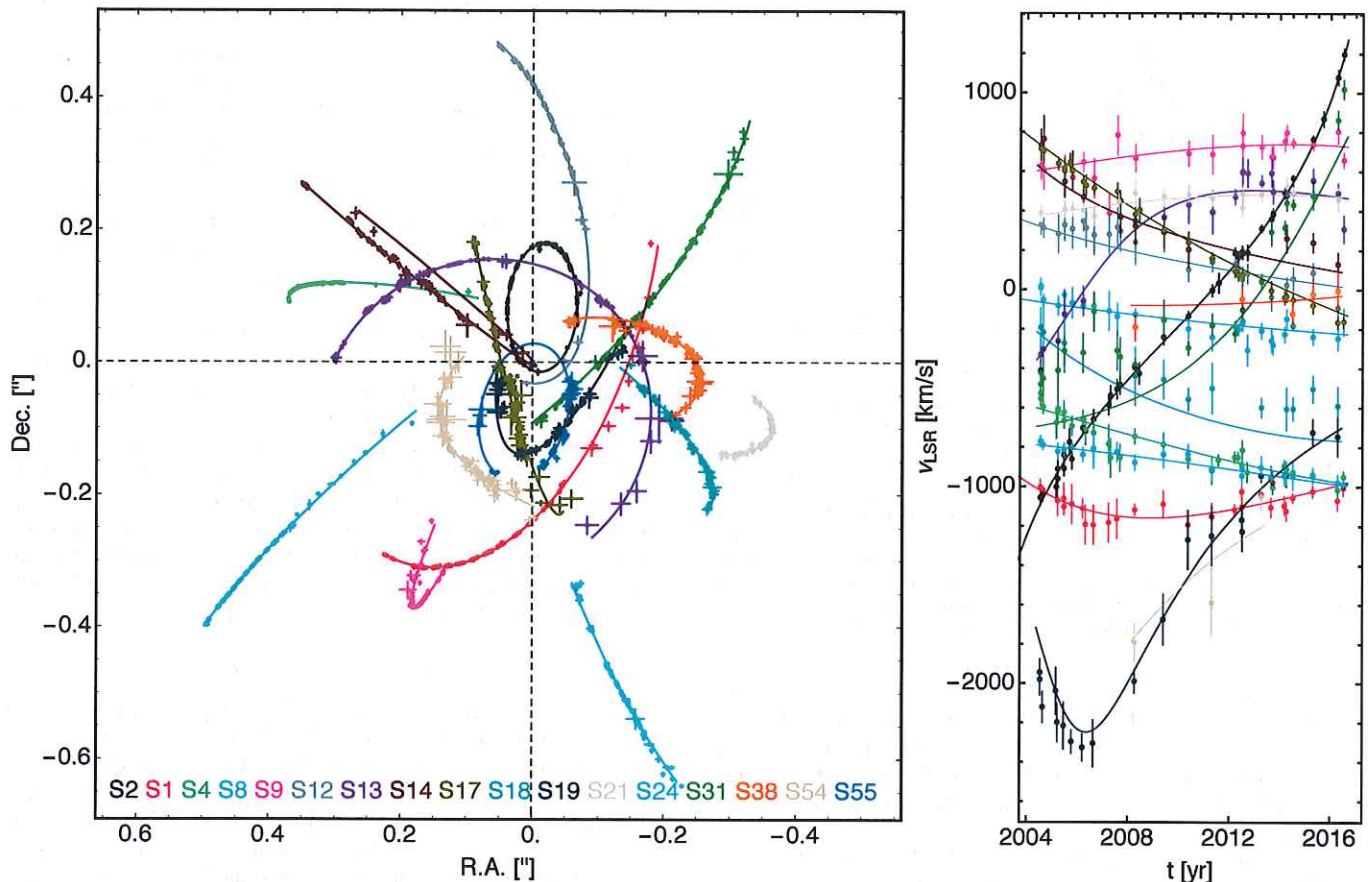 0.4
0.2
0.
−0.2
−0.4
−0.6
Dec. ["]
S2 S1 S4 S8 S9 S12 S13 S14 S17 S18 S19 S21 S24 S31 S38 S54 S55
0.6 0.4 0.2 0. −0.2 −0.4
R.A. ["]
1000
0
−1000
−2000
vLSR [km/s]
2004 2008 2012 2016
t [yr]